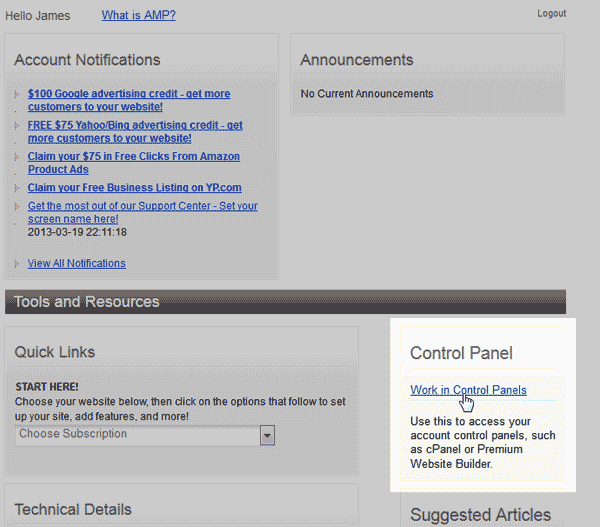 Hello James
What is AMP?
Logout
Account Notifications
$100 Google advertising credit - get more
customers to your website!
FREE $75 Yahoo/Bing advertising credit - get
more customers to your website!
Claim your $75 in Free Clicks From Amazon
Product Ads
Claim your Free Business Listing on YP.com
Get the most out of our Support Center - Set your
screen name here!
2013-03-19 22:11:18
View All Notifications
Announcements
No Current Announcements
Tools and Resources
Quick Links
START HERE!
Choose your website below, then click on the options that follow to set
up your site, add features, and more!
Choose Subscription
Control Panel
Work in Control Panels
Use this to access your
account control panels, such
as cPanel or Premium
Website Builder.
Technical Details
Suggested Articles